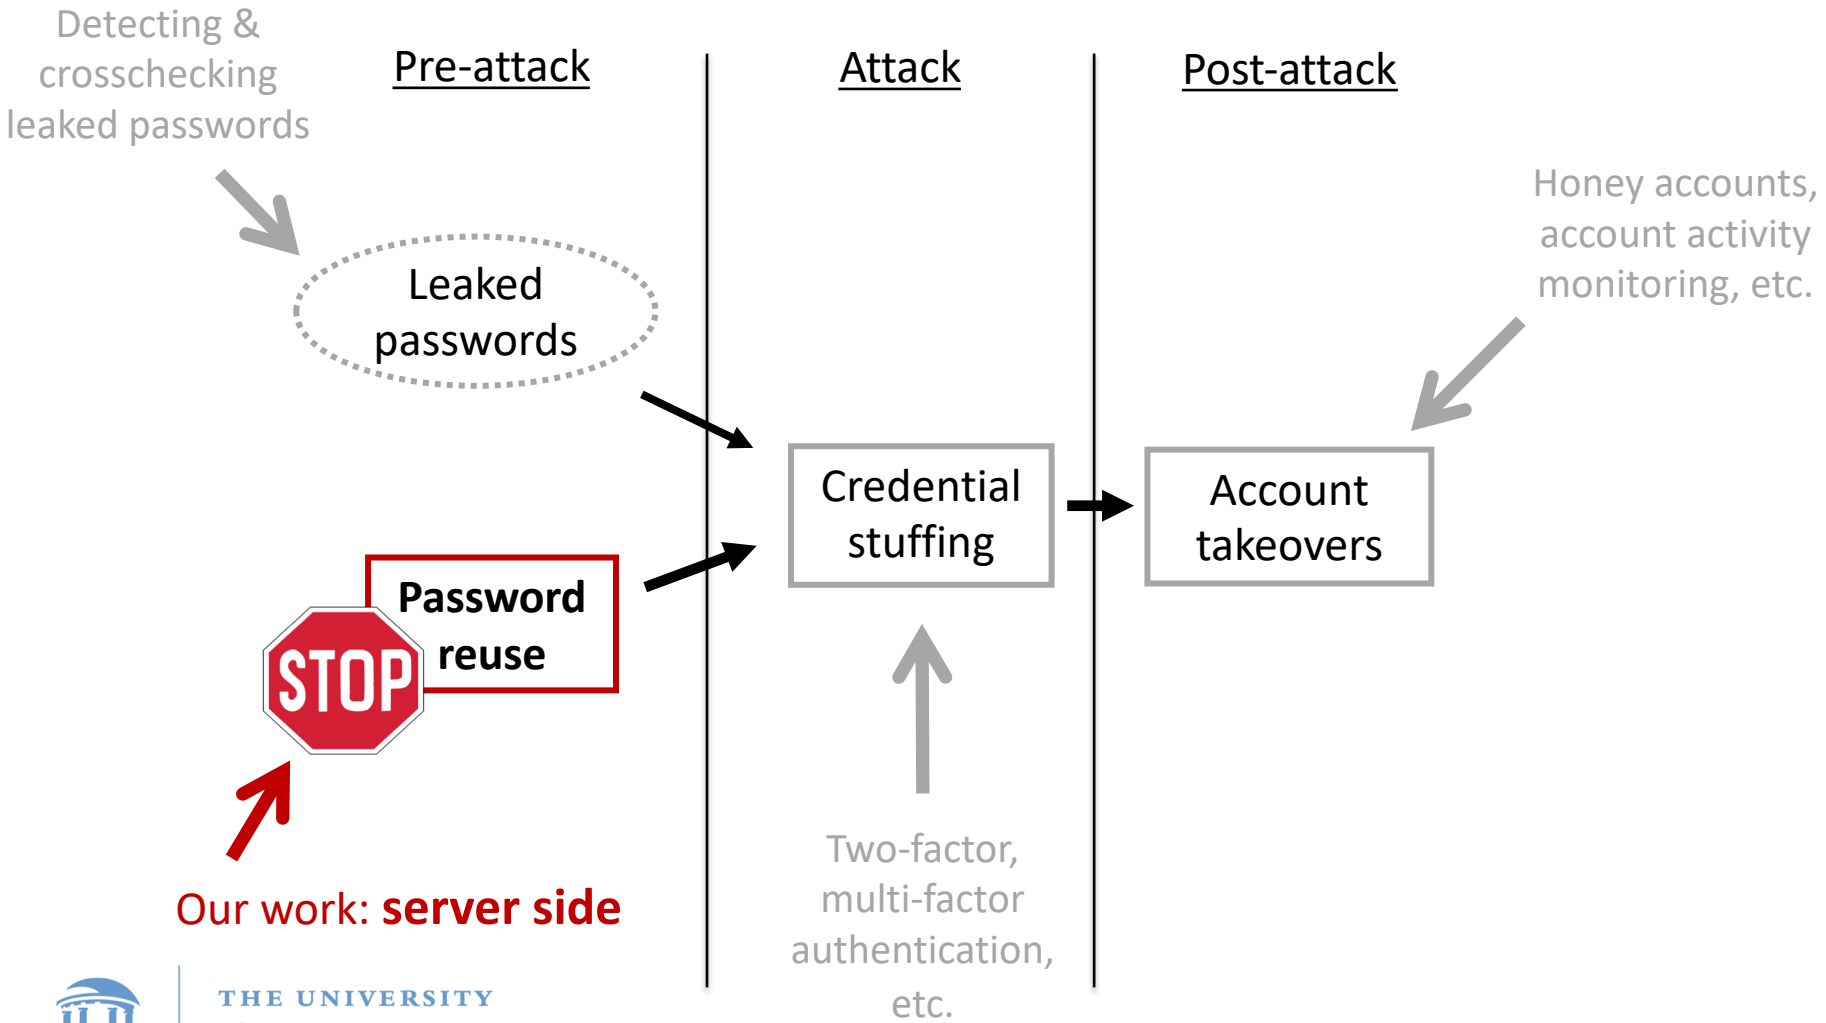 Detecting &
crosschecking
leaked passwords
Pre-attack
Attack
Post-attack
Honey accounts,
account activity
monitoring, etc.
Leaked
passwords
Credential
stuffing
Account
takeovers
Password
reuse
STOP
Our work: server side
Two-factor,
multi-factor
authentication,
etc.
THE UNIVERSITY